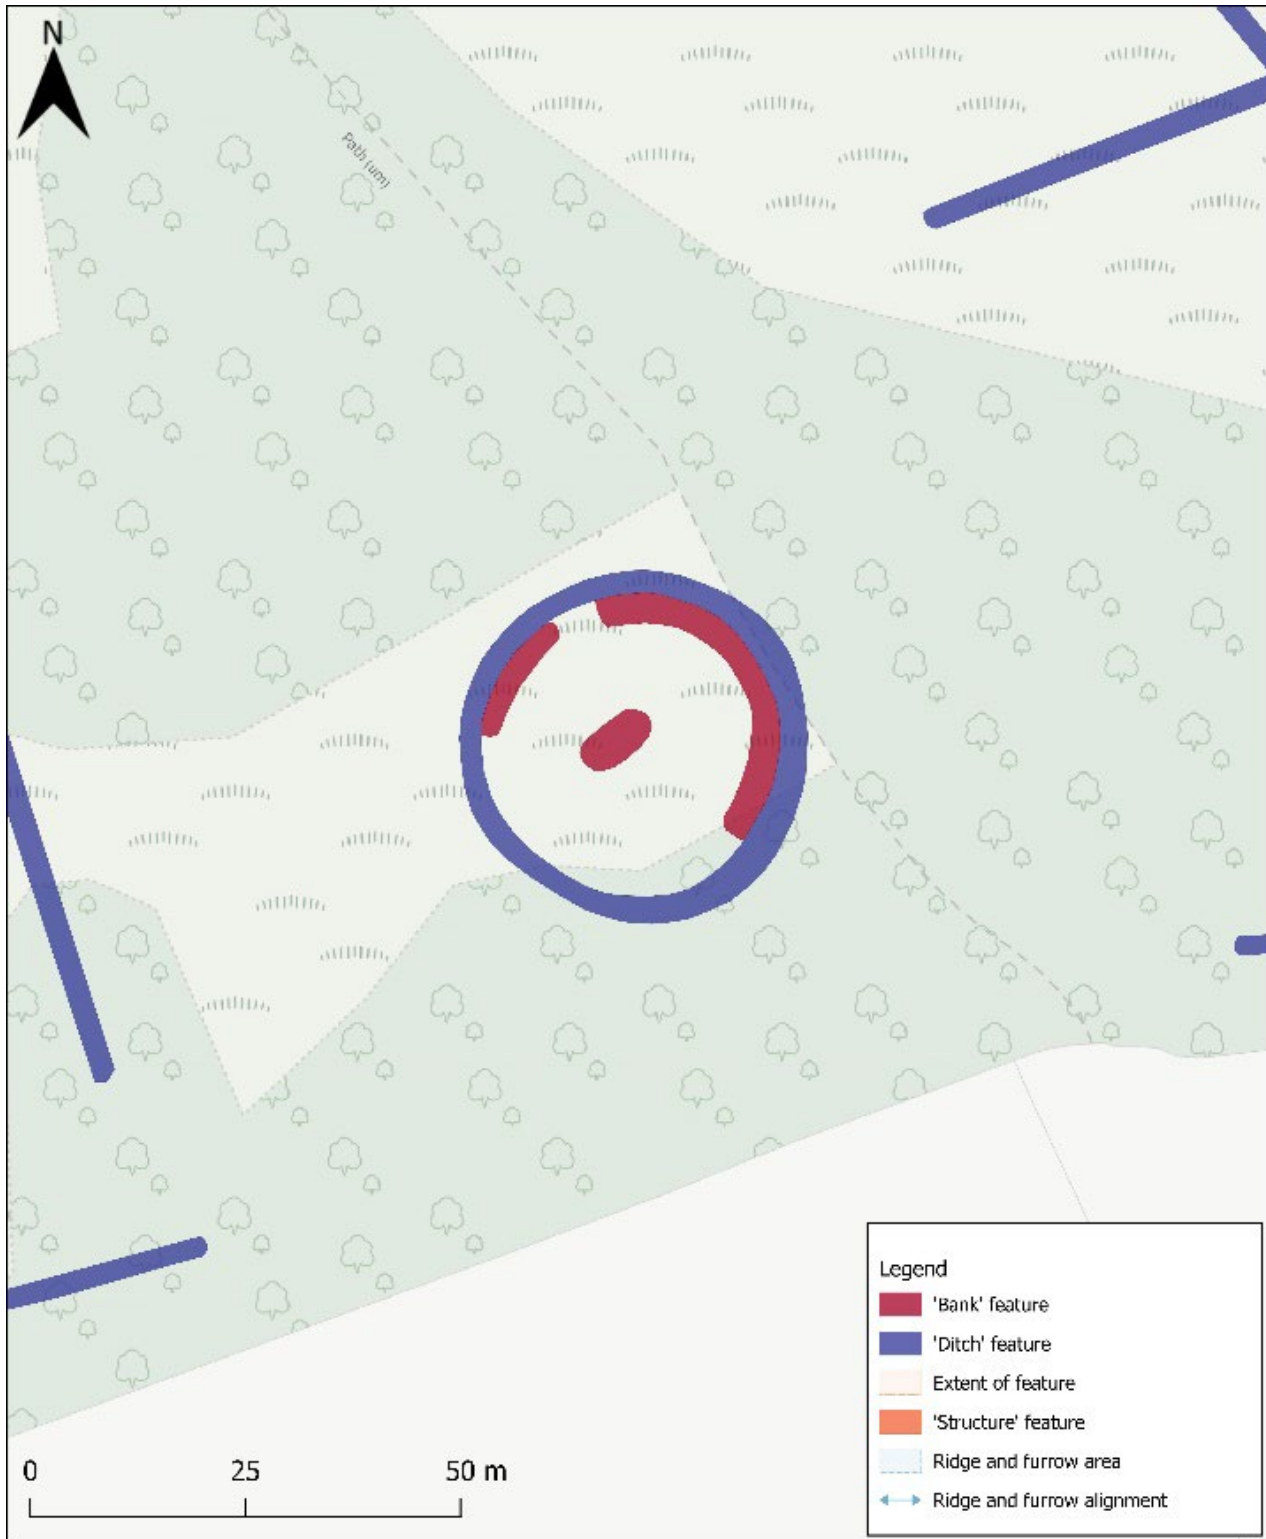 N
Path (um)
Legend
'Bank' feature
'Ditch' feature
Extent of feature
'Structure' feature
Ridge and furrow area
Ridge and furrow alignment
0 25 50 m